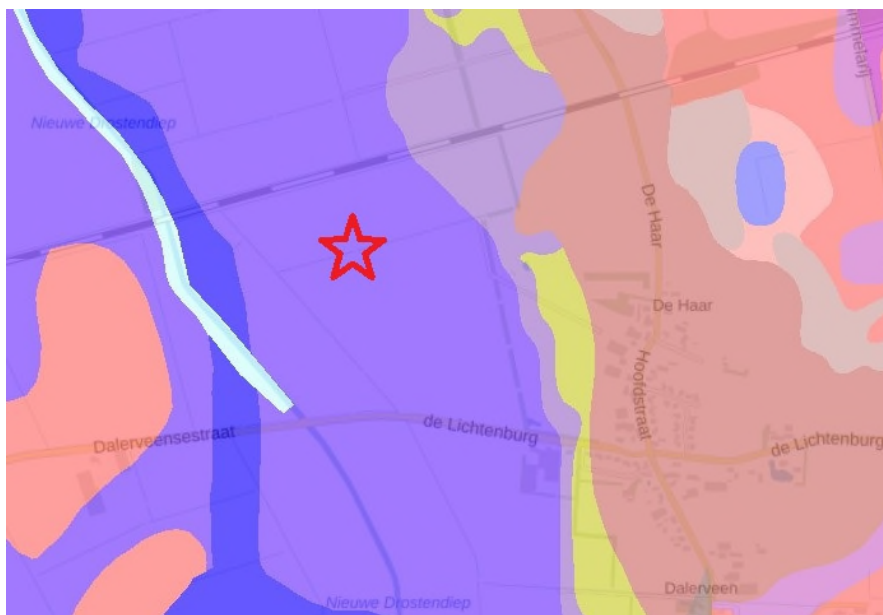 Nieuwe Drostendiep
De Haar
De Haar
Hoofdstraat
Dalerveensestraat
de Lichtenburg
de Lichtenburg
Dalerveen
Nieuwe Drostendiep